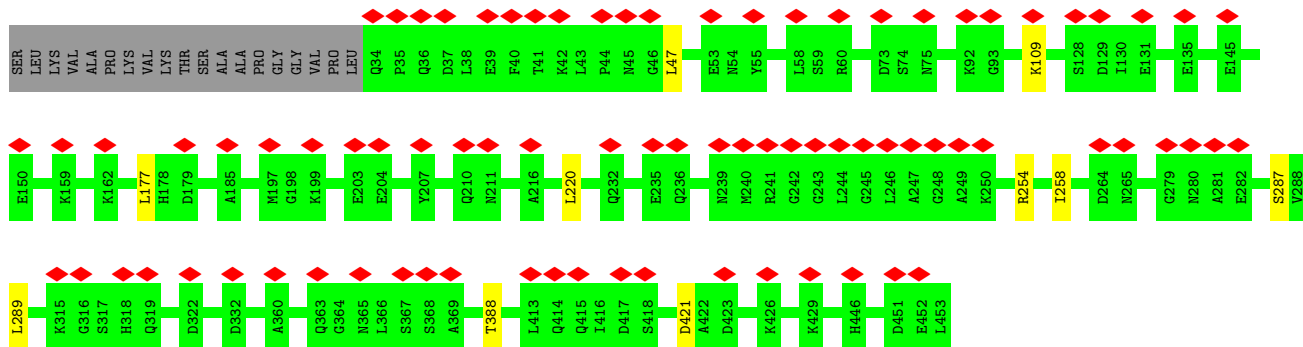 SER LEU LYS VAL ALA PRO LYS VAL LYS THR SER ALA ALA PRO GLY GLY VAL PRO LEU Q34 P35 Q36 D37 L38 E39 F40 T41 K42 L43 P44 N45 G46 L47 E53 N54 Y55 L58 S59 R60 D73 S74 N75 K92 G93 K109 S128 D129 I130 E131 E135 E145
E150 K159 K162 L177 H178 D179 A185 M197 G198 K199 E203 E204 Y207 Q210 N211 A216 L220 Q232 E235 Q236 N239 M240 R241 G242 G243 L244 G245 L246 A247 G248 A249 K250 R254 I258 D264 N265 G279 N280 A281 E282 S287 V288
L289 K315 G316 S317 H318 Q319 D322 D332 A360 Q363 G364 N365 L366 S367 S368 A369 T388 L413 Q414 Q415 I416 D417 S418 D421 A422 D423 K426 K429 H446 D451 E452 L453